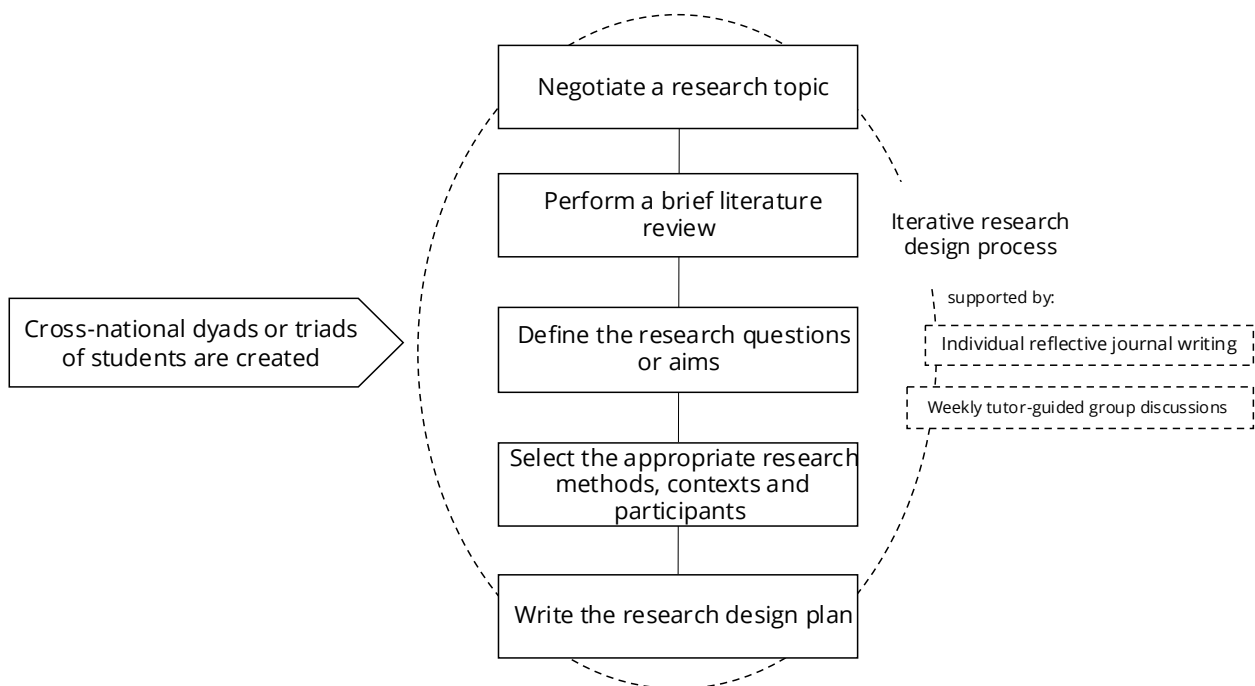 Negotiate a research topic
Perform a brief literature
review
Iterative research
design process
supported by:
Cross-national dyads or triads
of students are created
Define the research questions
or aims
Individual reflective journal writing
Weekly tutor-guided group discussions
Select the appropriate research
methods, contexts and
participants
Write the research design plan